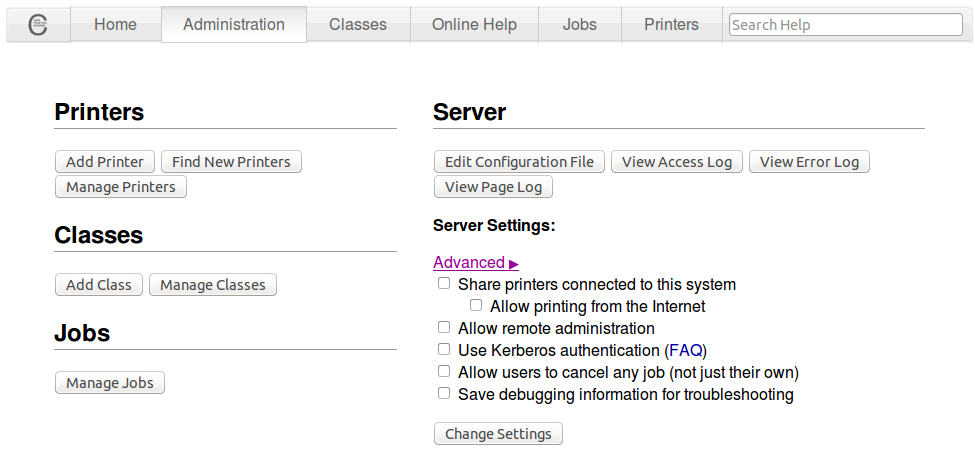 Home Administration Classes Online Help Jobs Printers Search Help
Printers
Add Printer Find New Printers
Manage Printers
Classes
Add Class Manage Classes
Jobs
Manage Jobs
Server
Edit Configuration File View Access Log View Error Log
View Page Log
Server Settings:
Advanced ▶
Share printers connected to this system
Allow printing from the Internet
Allow remote administration
Use Kerberos authentication (FAQ)
Allow users to cancel any job (not just their own)
Save debugging information for troubleshooting
Change Settings